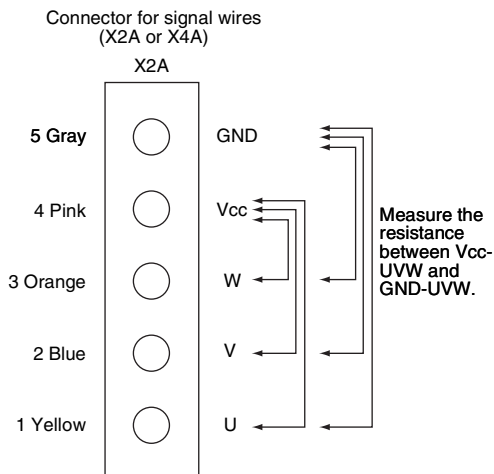 Connector for signal wires
(X2A or X4A)
X2A
5 Gray GND
4 Pink Vcc
3 Orange W
2 Blue V
1 Yellow U
Measure the
resistance
between Vcc-
UVW and
GND-UVW.